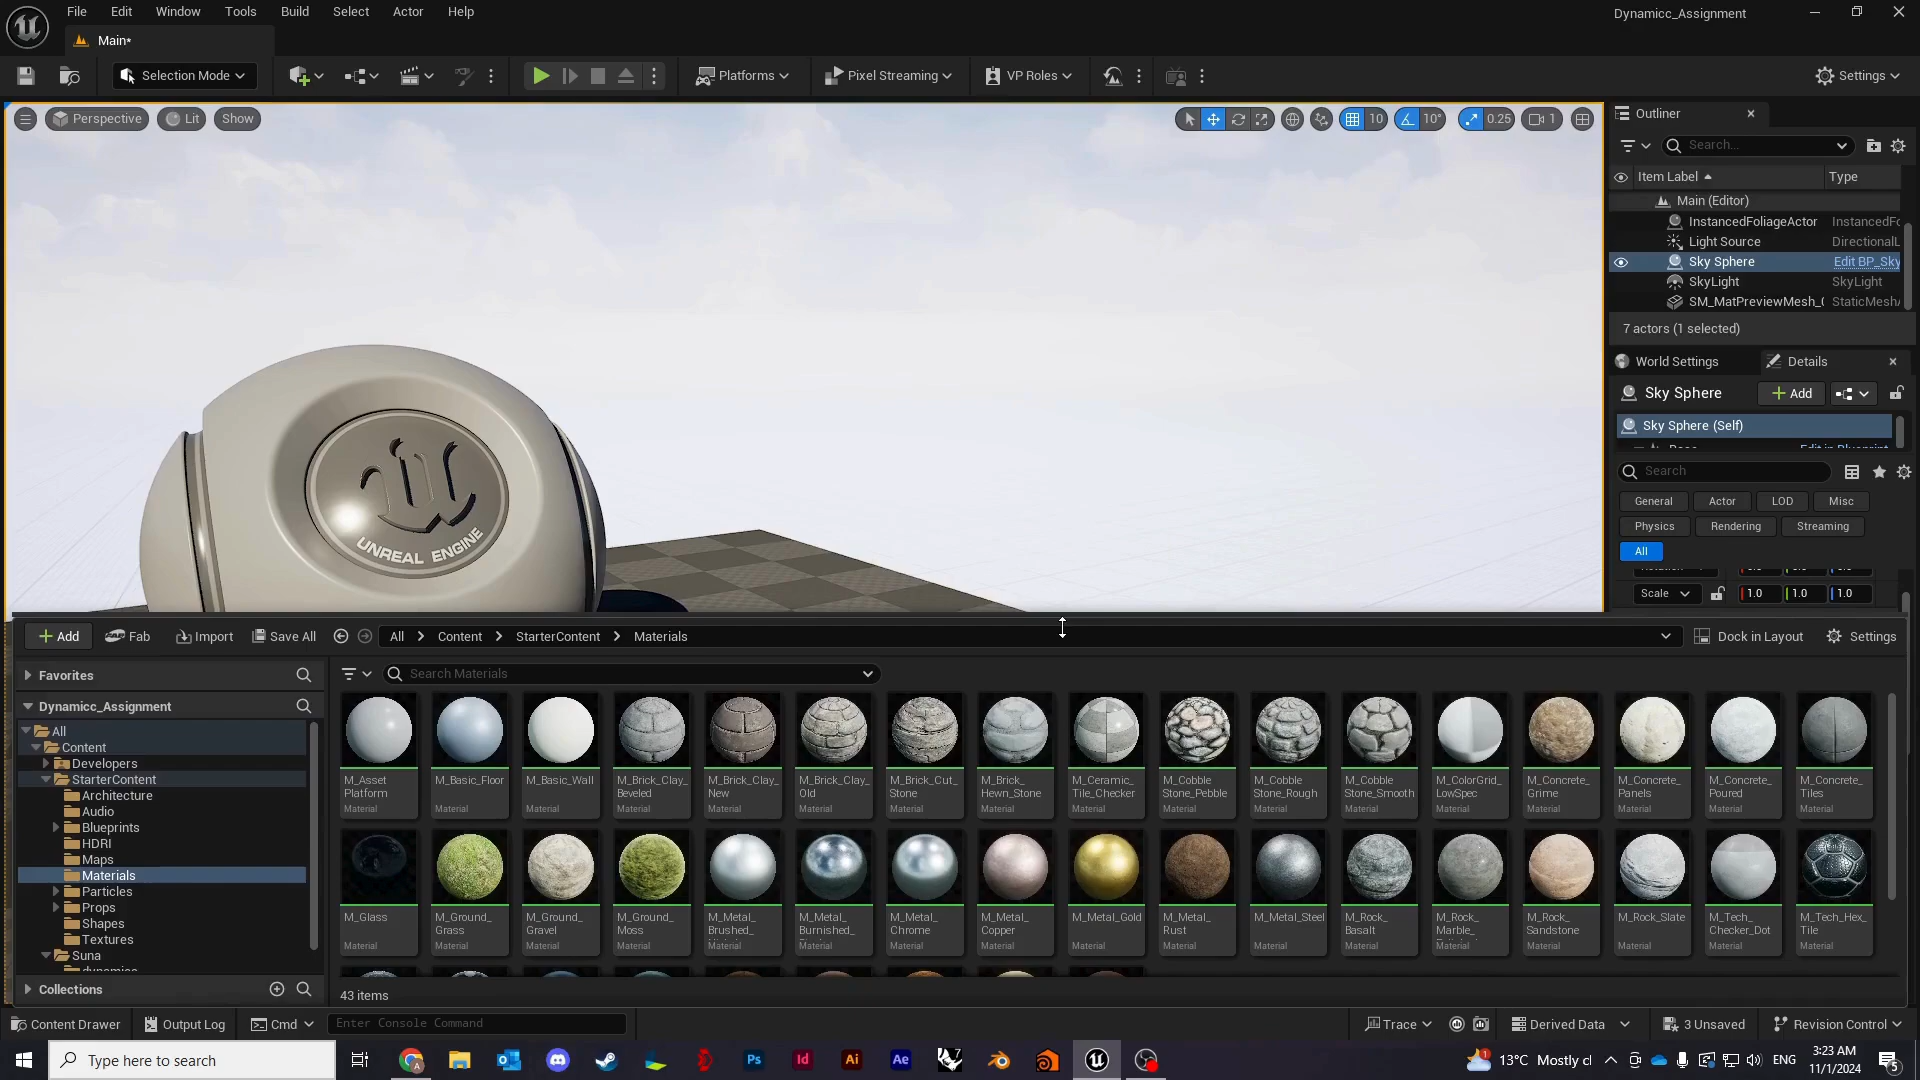 File Edit Window Tools Build Select Actor Help
Dynamicc_Assignment
Main*
Selection Mode
Platforms
Pixel Streaming
VP Roles
Settings
Perspective
Lit
Show
10
10°
0.25
1
UNREAL ENGINE
Outliner
Search...
Item Label
Type
Main (Editor)
InstancedFoliageActor InstancedFc
Light Source DirectionalL
Sky Sphere Edit BP_Sky
SkyLight SkyLight
SM_MatPreviewMesh_( StaticMesh
7 actors (1 selected)
World Settings
Details
Sky Sphere
Add
Sky Sphere (Self)
Search
General
Actor
LOD
Misc
Physics
Rendering
Streaming
All
Scale
1.0
1.0
1.0
Add
Fab
Import
Save All
All
Content
StarterContent
Materials
Dock in Layout
Settings
Favorites
Dynamicc_Assignment
All
Content
Developers
StarterContent
Architecture
Audio
Blueprints
HDRI
Maps
Materials
Particles
Props
Shapes
Textures
Suna
Collections
Search Materials
M_Asset
Platform
Material
M_Basic_Floor
Material
M_Basic_Wall
Material
M_Brick_Clay_
Beveled
Material
M_Brick_Clay_
New
Material
M_Brick_Clay_
Old
Material
M_Brick_Cut_
Stone
Material
M_Brick_
Hewn_Stone
Material
M_Ceramic_
Tile_Checker
Material
M_Cobble
Stone_Pebble
Material
M_Cobble
Stone_Rough
Material
M_Cobble
Stone_Smooth
Material
M_ColorGrid_
LowSpec
Material
M_Concrete_
Grime
Material
M_Concrete_
Panels
Material
M_Concrete_
Poured
Material
M_Concrete_
Tiles
Material
M_Glass
Material
M_Ground_
Grass
Material
M_Ground_
Gravel
Material
M_Ground_
Moss
Material
M_Metal_
Brushed_
Material
M_Metal_
Burnished_
Material
M_Metal_
Chrome
Material
M_Metal_
Copper
Material
M_Metal_Gold
Material
M_Metal_
Rust
Material
M_Metal_Steel
Material
M_Rock_
Basalt
Material
M_Rock_
Marble_
Material
M_Rock_
Sandstone
Material
M_Rock_Slate
Material
M_Tech_
Checker_Dot
Material
M_Tech_Hex_
Tile
Material
43 items
Content Drawer
Output Log
Cmd
Enter Console Command
Trace
Derived Data
3 Unsaved
Revision Control
Type here to search
13°C Mostly cl
ENG
3:23 AM
11/1/2024
5